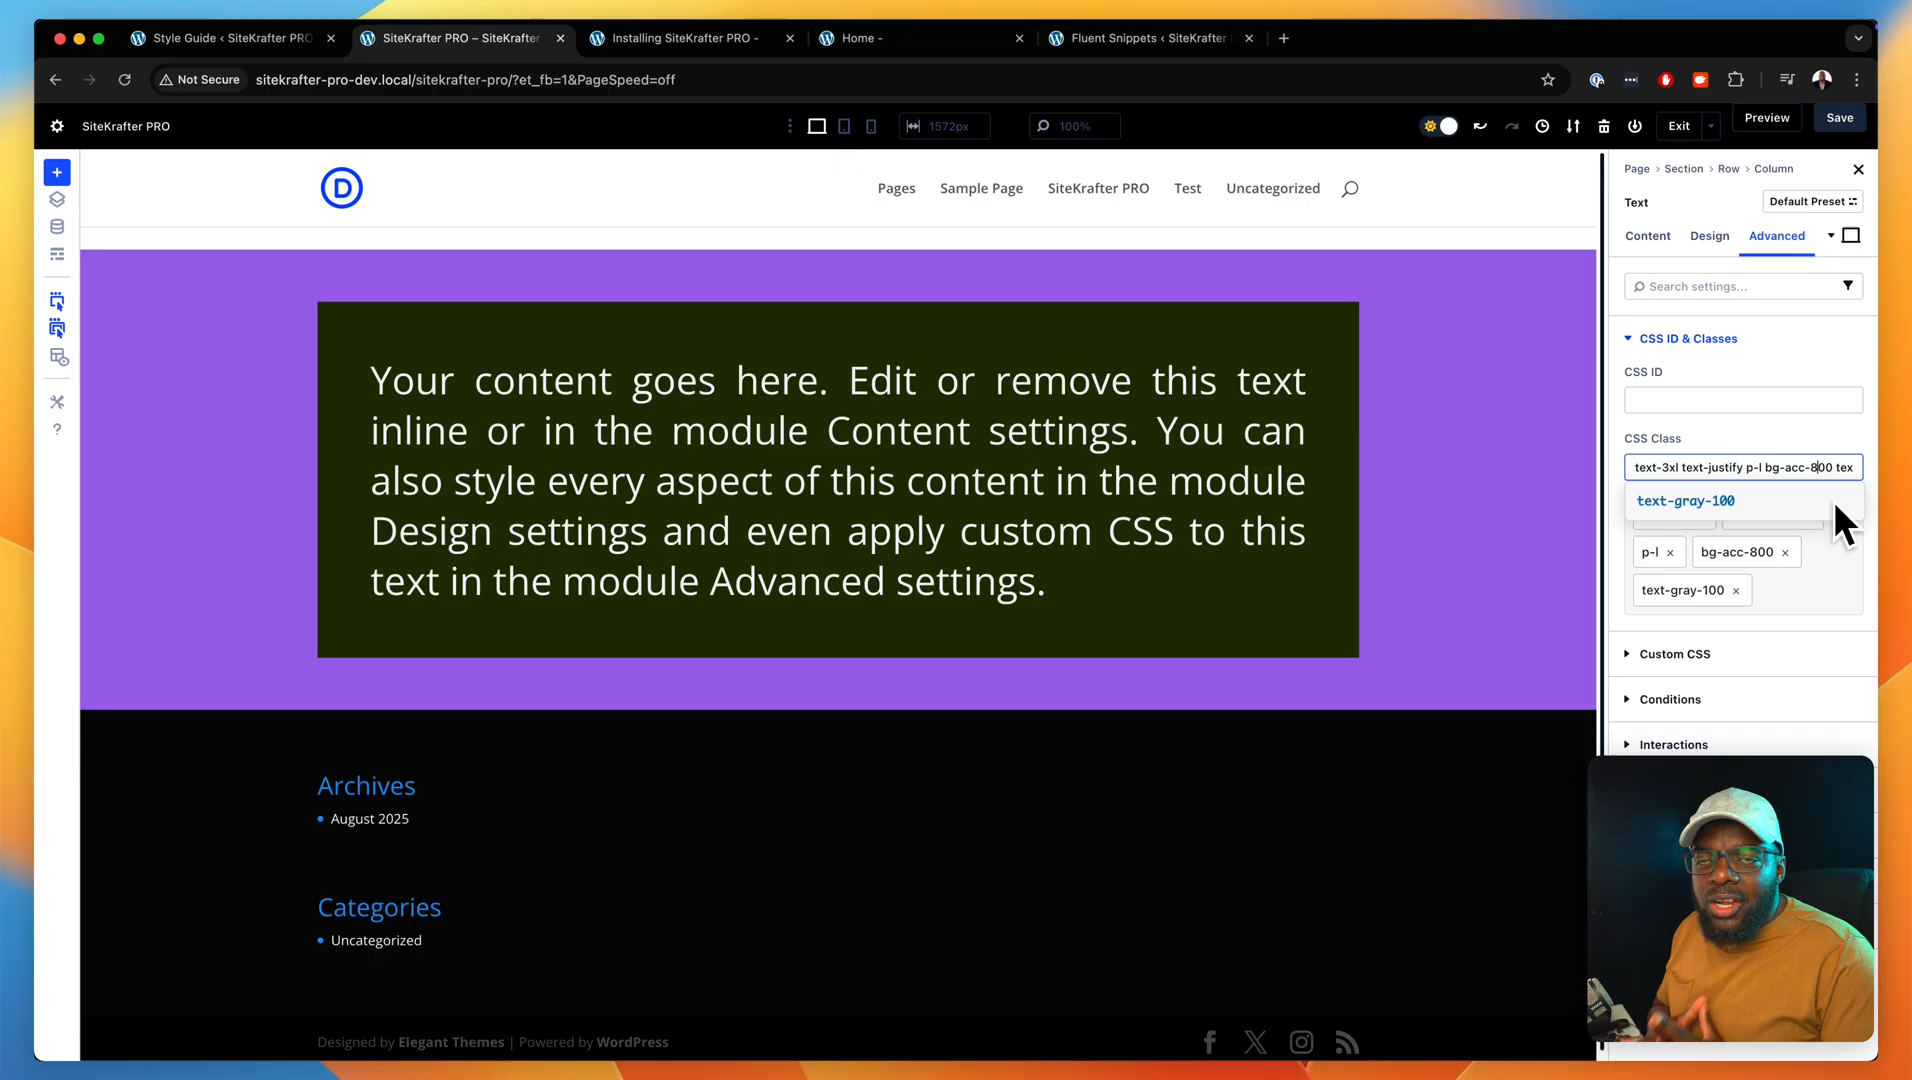 Style Guide ‹ SiteKrafter PRO
SiteKrafter PRO – SiteKrafter
Installing SiteKrafter PRO -
Home -
Fluent Snippets ‹ SiteKrafter
Not Secure
sitekrafter-pro-dev.local/sitekrafter-pro/?et_fb=1&PageSpeed=off
SiteKrafter PRO
1572px
100%
Exit
Preview
Save
D
Pages
Sample Page
SiteKrafter PRO
Test
Uncategorized
Your content goes here. Edit or remove this text
inline or in the module Content settings. You can
also style every aspect of this content in the module
Design settings and even apply custom CSS to this
text in the module Advanced settings.
Archives
August 2025
Categories
Uncategorized
Designed by Elegant Themes | Powered by WordPress
Page > Section > Row > Column
Text
Default Preset
Content
Design
Advanced
Search settings...
CSS ID & Classes
CSS ID
CSS Class
text-3xl text-justify p-l bg-acc-800 tex
text-gray-100
p-l ×
bg-acc-800 ×
text-gray-100 ×
Custom CSS
Conditions
Interactions